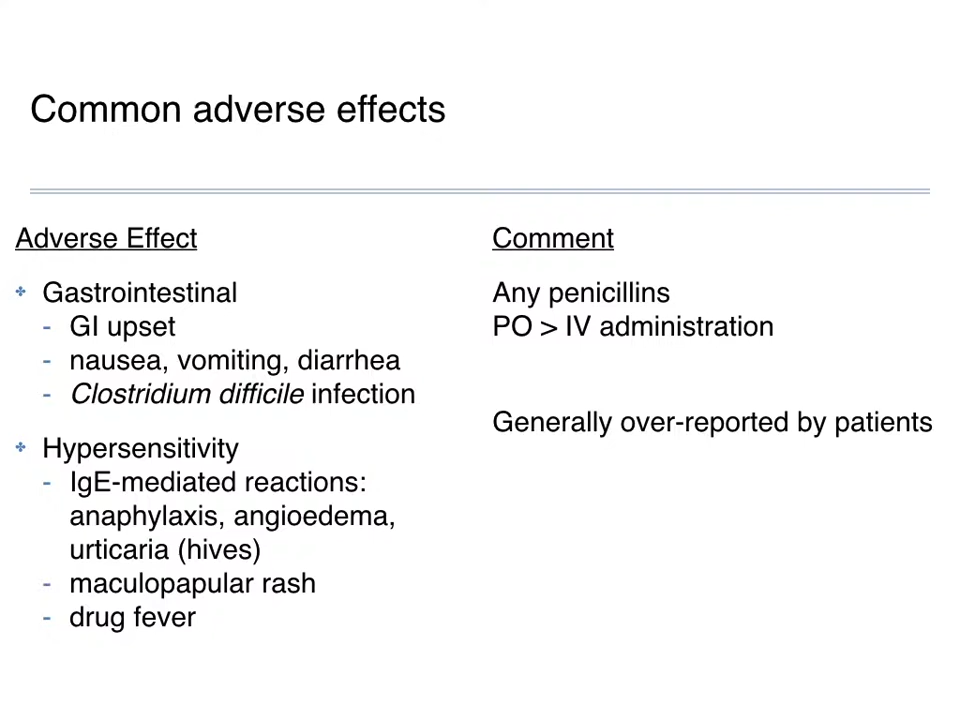 Common adverse effects
Adverse Effect
Gastrointestinal
- GI upset
- nausea, vomiting, diarrhea
- Clostridium difficile infection
Hypersensitivity
- IgE-mediated reactions:
anaphylaxis, angioedema,
urticaria (hives)
- maculopapular rash
- drug fever
Comment
Any penicillins
PO > IV administration
Generally over-reported by patients